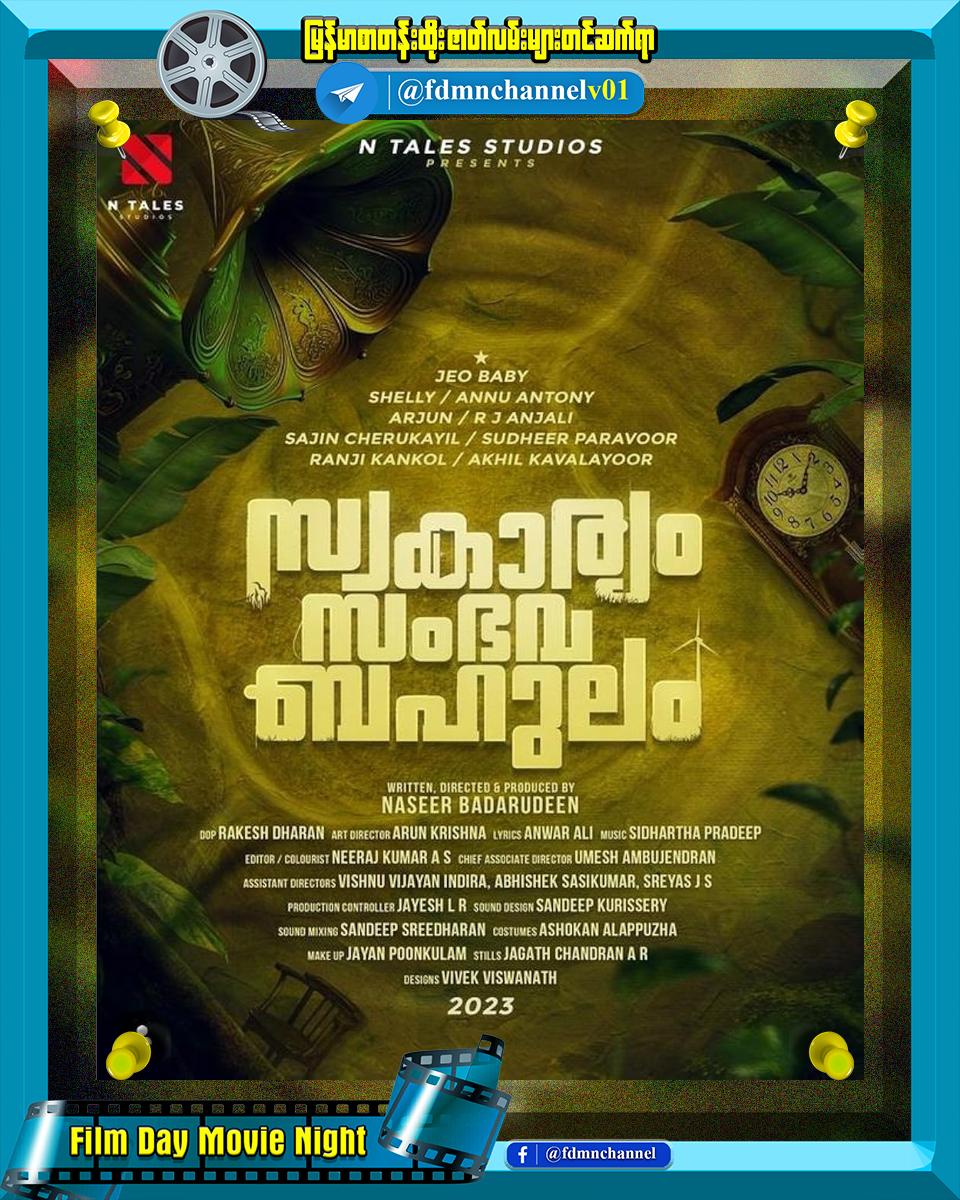 မြန်မာစာတန်းထိုးဇာတ်လမ်းများတင်ဆက်ရာ
@fdmnchannelv01
N TALES STUDIOS
PRESENTS
N TALES
STUDIOS
JEO BABY
SHELLY / ANNU ANTONY
ARJUN / R J ANJALI
SAJIN CHERUKAYIL / SUDHEER PARAVOOR
RANJI KANKOL / AKHIL KAVALAYOOR
സ്വകാര്യം
സംഭവ
ബഹുലം
WRITTEN, DIRECTED & PRODUCED BY
NASEER BADARUDEEN
DOP RAKESH DHARAN ART DIRECTOR ARUN KRISHNA LYRICS ANWAR ALI MUSIC SIDHARTHA PRADEEP
EDITOR / COLOURIST NEERAJ KUMAR A S CHIEF ASSOCIATE DIRECTOR UMESH AMBUJENDRAN
ASSISTANT DIRECTORS VISHNU VIJAYAN INDIRA, ABHISHEK SASIKUMAR, SREYAS J S
PRODUCTION CONTROLLER JAYESH L R SOUND DESIGN SANDEEP KURISSERY
SOUND MIXING SANDEEP SREEDHARAN COSTUMES ASHOKAN ALAPPUZHA
MAKE UP JAYAN POONKULAM STILLS JAGATH CHANDRAN A R
DESIGNS VIVEK VISWANATH
2023
Film Day Movie Night
@fdmnchannel